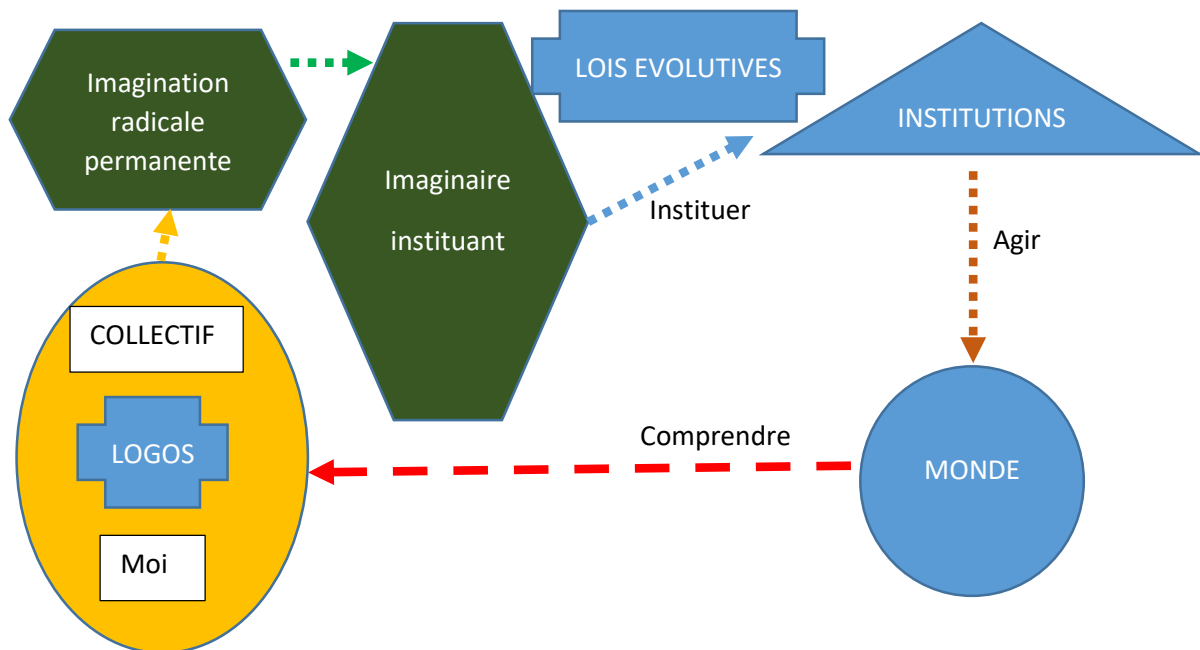 Imagination
radicale
permanente
Imaginaire
instituant
LOIS EVOLUTIVES
INSTITUTIONS
Instituer
Agir
COLLECTIF
LOGOS
Moi
Comprendre
MONDE